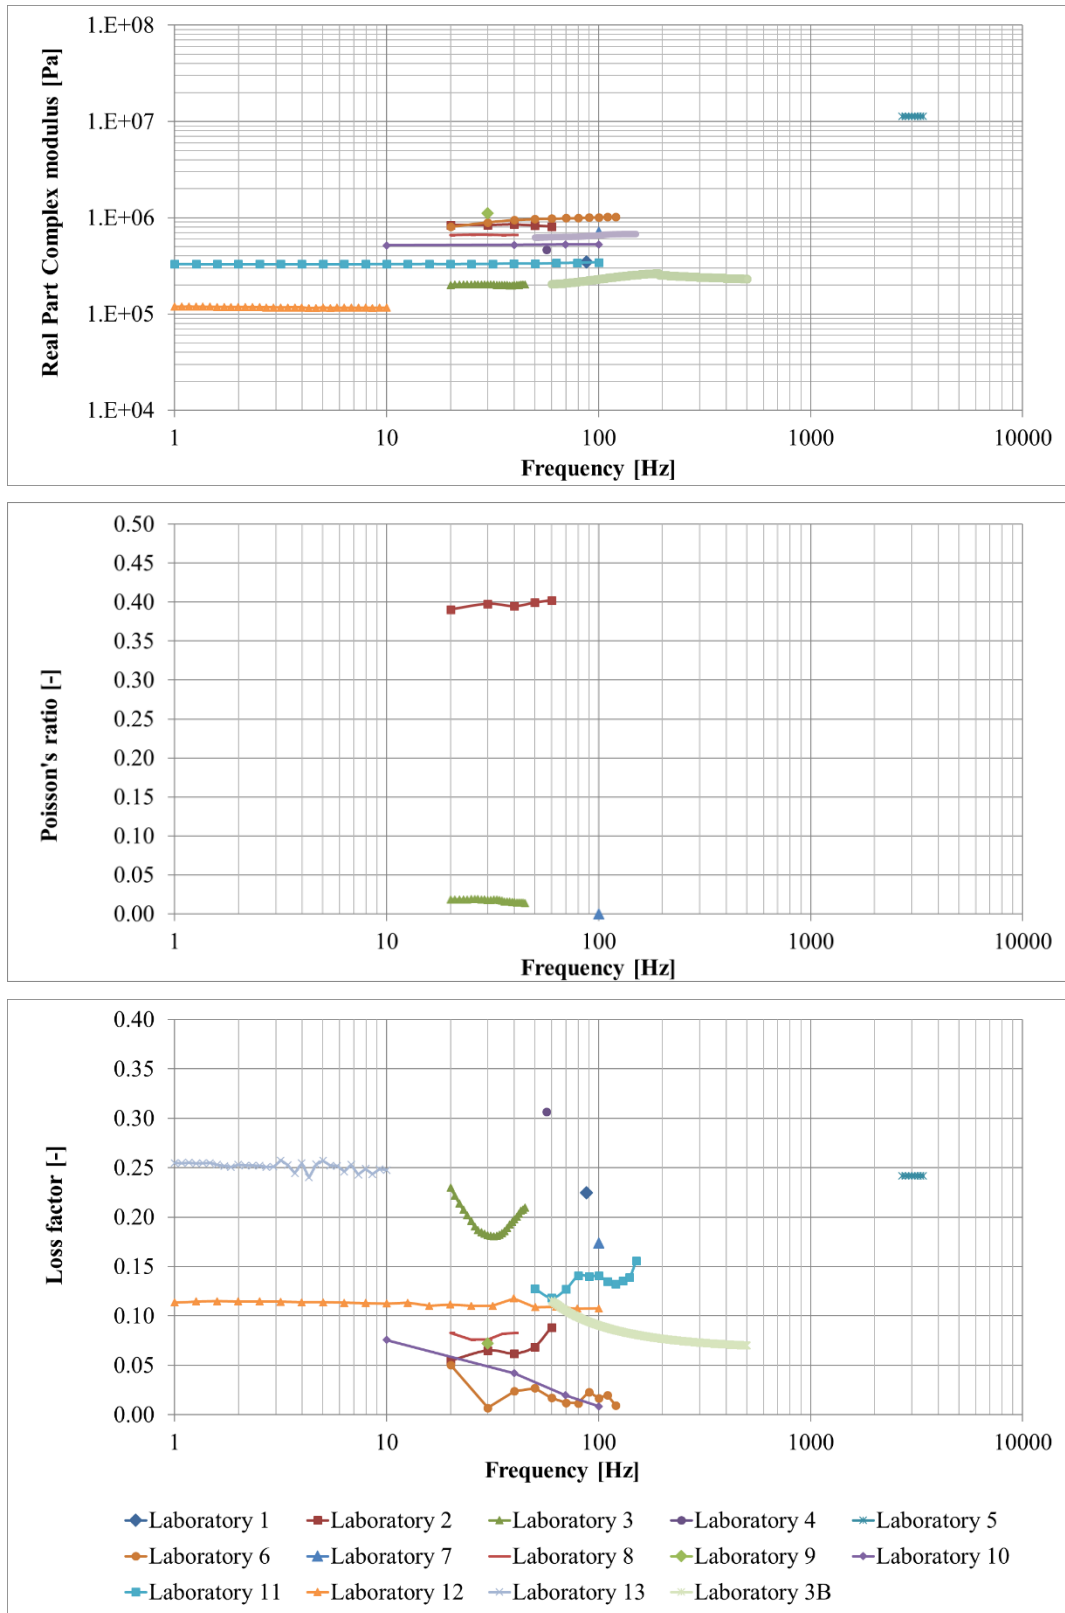 Real Part Complex modulus [Pa]
1.E+08
1.E+07
1.E+06
1.E+05
1.E+04
1 10 100 1000 10000
Frequency [Hz]
Poisson's ratio [-]
0.50
0.45
0.40
0.35
0.30
0.25
0.20
0.15
0.10
0.05
0.00
1 10 100 1000 10000
Frequency [Hz]
Loss factor [-]
0.40
0.35
0.30
0.25
0.20
0.15
0.10
0.05
0.00
1 10 100 1000 10000
Frequency [Hz]
Laboratory 1 Laboratory 2 Laboratory 3 Laboratory 4 Laboratory 5
Laboratory 6 Laboratory 7 Laboratory 8 Laboratory 9 Laboratory 10
Laboratory 11 Laboratory 12 Laboratory 13 Laboratory 3B